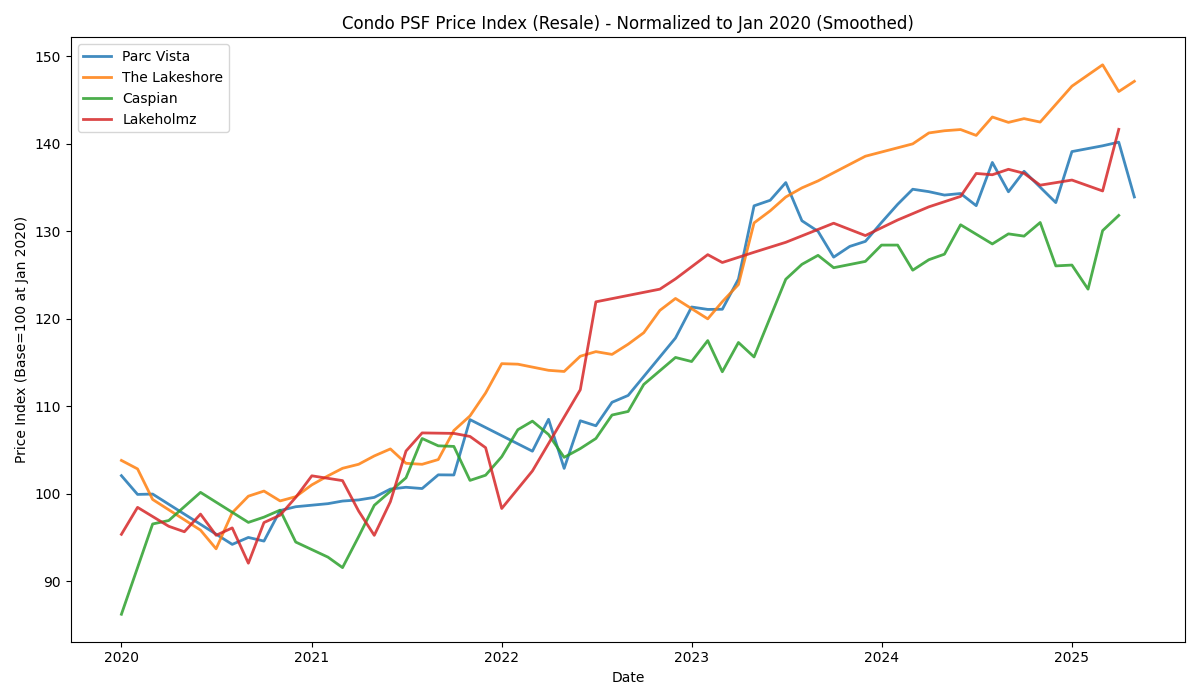 Condo PSF Price Index (Resale) - Normalized to Jan 2020 (Smoothed)
Parc Vista
The Lakeshore
Caspian
Lakeholmz
150
140
130
120
110
100
90
Price Index (Base=100 at Jan 2020)
2020
2021
2022
2023
2024
2025
Date